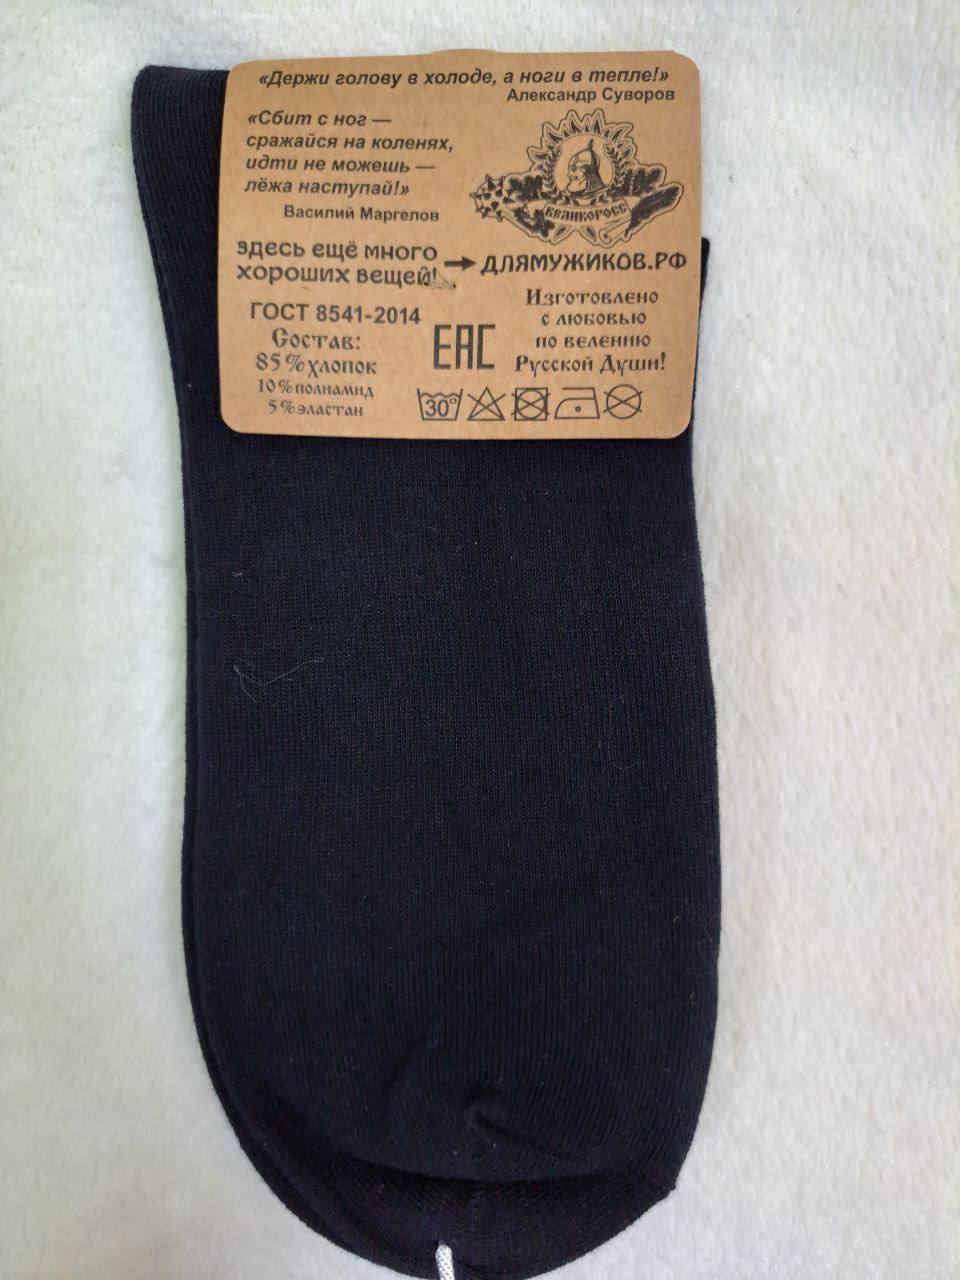 «Держи голову в холоде, а ноги в тепле!»
Александр Суворов
«Сбит с ног —
сражайся на коленях,
идти не можешь —
лёжа наступай!»
Василий Маргелов
ВЕЛИКОРОСС
здесь ещё много
хороших вещей!
ДЛЯМУЖИКОВ.РФ
ГОСТ 8541-2014
Состав:
85%хлопок
10%полиамид
5%эластан
EAC
Изготовлено
с любовью
по велению
Русской Души!
30°